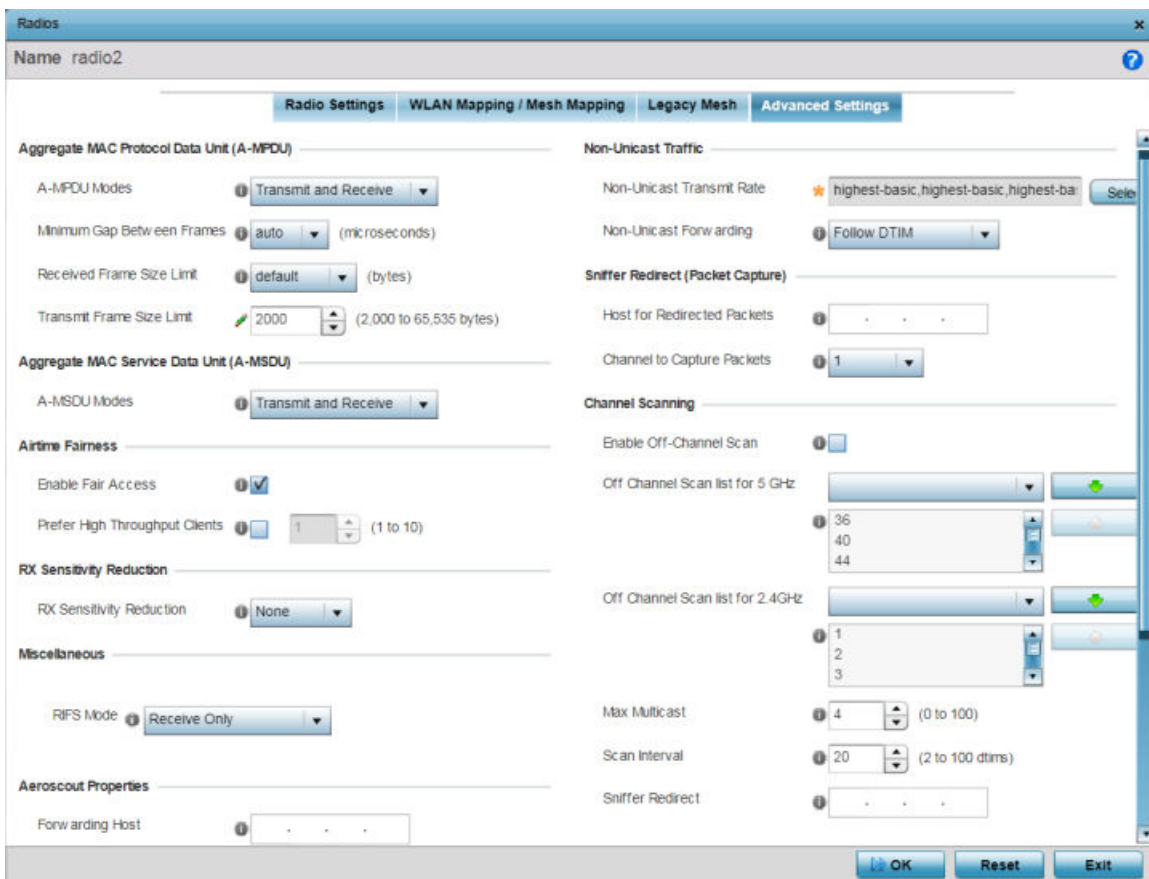 Radios
Name radio2
Radio Settings
WLAN Mapping / Mesh Mapping
Legacy Mesh
Advanced Settings
Aggregate MAC Protocol Data Unit (A-MPDU)
A-MPDU Modes
Transmit and Receive
Minimum Gap Between Frames
auto
(microseconds)
Received Frame Size Limit
default
(bytes)
Transmit Frame Size Limit
2000
(2,000 to 65,535 bytes)
Aggregate MAC Service Data Unit (A-MSDU)
A-MSDU Modes
Transmit and Receive
Airtime Fairness
Enable Fair Access
Prefer High Throughput Clients
1
(1 to 10)
RX Sensitivity Reduction
RX Sensitivity Reduction
None
Miscellaneous
RIFS Mode
Receive Only
Aeroscout Properties
Forwarding Host
Non-Unicast Traffic
Non-Unicast Transmit Rate
highest-basic,highest-basic,highest-ba
Sele
Non-Unicast Forwarding
Follow DTIM
Sniffer Redirect (Packet Capture)
Host for Redirected Packets
Channel to Capture Packets
1
Channel Scanning
Enable Off-Channel Scan
Off Channel Scan list for 5 GHz
36
40
44
Off Channel Scan list for 2.4GHz
1
2
3
Max Multicast
4
(0 to 100)
Scan Interval
20
(2 to 100 dtims)
Sniffer Redirect
OK
Reset
Exit